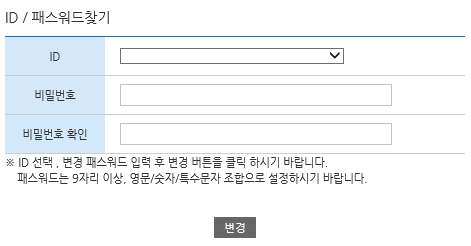 ID / 패스워드찾기
ID
비밀번호
비밀번호 확인
※ ID 선택 , 변경 패스워드 입력 후 변경 버튼을 클릭 하시기 바랍니다.
패스워드는 9자리 이상, 영문/숫자/특수문자 조합으로 설정하시기 바랍니다.
변경